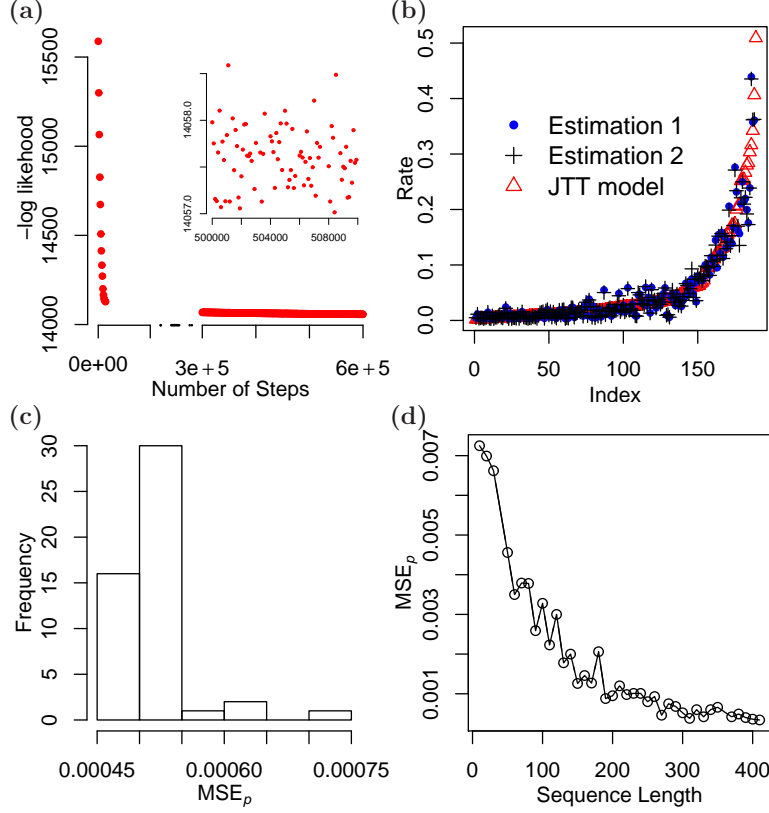 (a)
−log likehood
15500
15000
14500
14000
0e+00
3e+5
6e+5
Number of Steps
14058.0
14057.0
500000
504000
508000
(b)
Rate
0.5
0.4
0.3
0.2
0.1
0.0
Estimation 1
Estimation 2
JTT model
0
50
100
150
Index
(c)
Frequency
30
25
20
15
10
5
0
0.00045
0.00060
0.00075
MSEp
(d)
MSEp
0.007
0.005
0.003
0.001
0
100
200
300
400
Sequence Length